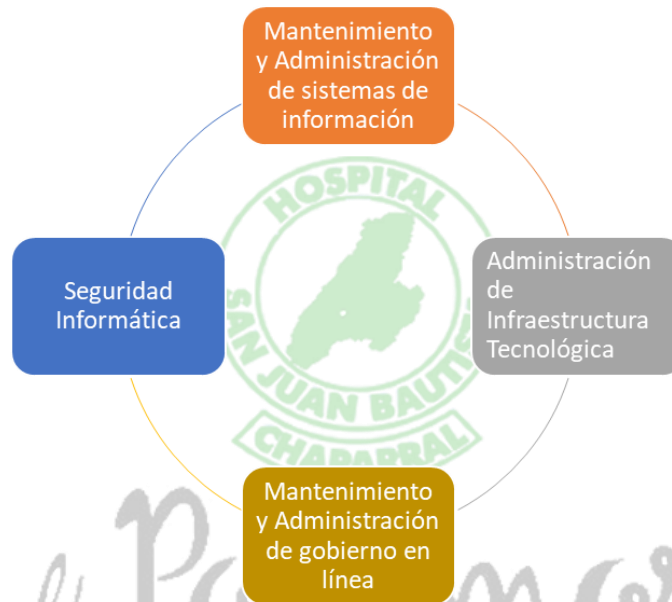 Mantenimiento
y Administración
de sistemas de
información
HOSPITAL
SAN JUAN
CHAPARRAL
Seguridad
Informática
Administración
de
Infraestructura
Tecnológica
Mantenimiento
y Administración
de gobierno en
línea